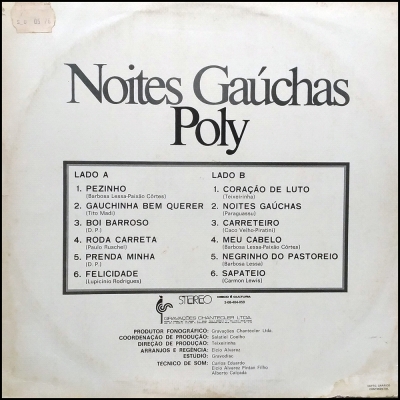 Noites Gaúchas
Poly
LADO A
1. PEZINHO
(Barbosa Lessa-Paixão Côrtes)
2. GAUCHINHA BEM QUERER
(Tito Madi)
3. BOI BARROSO
(D. P.)
4. RODA CARRETA
(Paulo Ruschel)
5. PRENDA MINHA
(D. P.)
6. FELICIDADE
(Lupicínio Rodrigues)
LADO B
1. CORAÇÃO DE LUTO
(Teixeirinha)
2. NOITES GAÚCHAS
(Paraguassu)
3. CARRETEIRO
(Caco Velho-Piratini)
4. MEU CABELO
(Barbosa Lessa-Paixão Côrtes)
5. NEGRINHO DO PASTOREIO
(Barbosa Lessa)
6. SAPATEIO
(Carmon Lewis)
STEREO
GRAVAÇÕES CHANTECLER LTDA.
PRODUTOR FONOGRÁFICO: Gravações Chantecler Ltda.
COORDENAÇÃO DE PRODUÇÃO: Salatiel Coelho
DIREÇÃO DE PRODUÇÃO: Teixeirinha
ARRANJOS E REGÊNCIA: Elcio Alvarez
ESTÚDIO: Gravodisc
TÉCNICO DE SOM: Carlos Eduardo
Elcio Alvarez Pintan Filho
Alberto Calçada